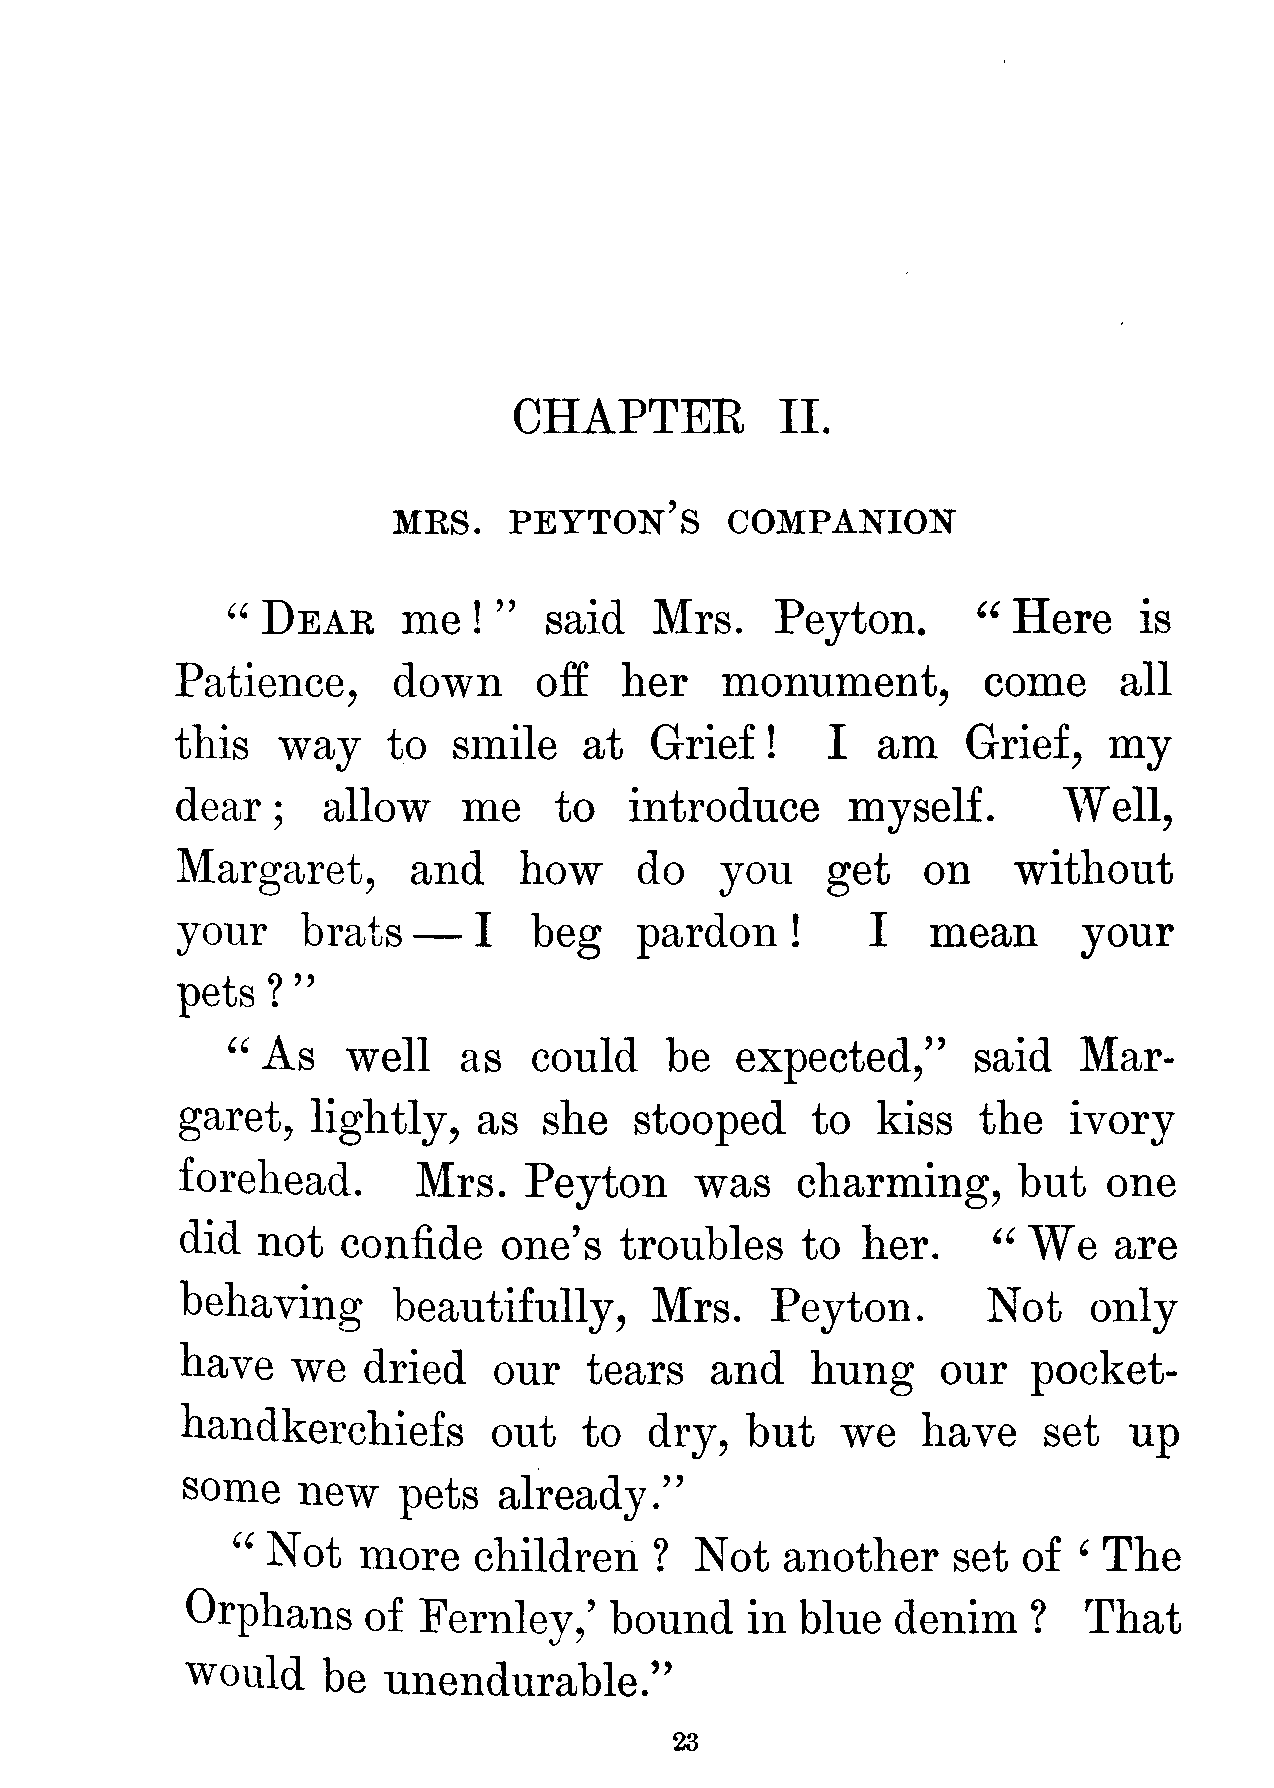 CHAPTER II.
MRS. PEYTON'S COMPANION
“DEAR me!” said Mrs. Peyton. “Here is
Patience, down off her monument, come all
this way to smile at Grief! I am Grief, my
dear; allow me to introduce myself. Well,
Margaret, and how do you get on without
your brats — I beg pardon! I mean your
pets?”
“As well as could be expected,” said Mar-
garet, lightly, as she stooped to kiss the ivory
forehead. Mrs. Peyton was charming, but one
did not confide one's troubles to her. “We are
behaving beautifully, Mrs. Peyton. Not only
have we dried our tears and hung our pocket-
handkerchiefs out to dry, but we have set up
some new pets already.”
“Not more children? Not another set of ‘The
Orphans of Fernley,’ bound in blue denim? That
would be unendurable.”
23